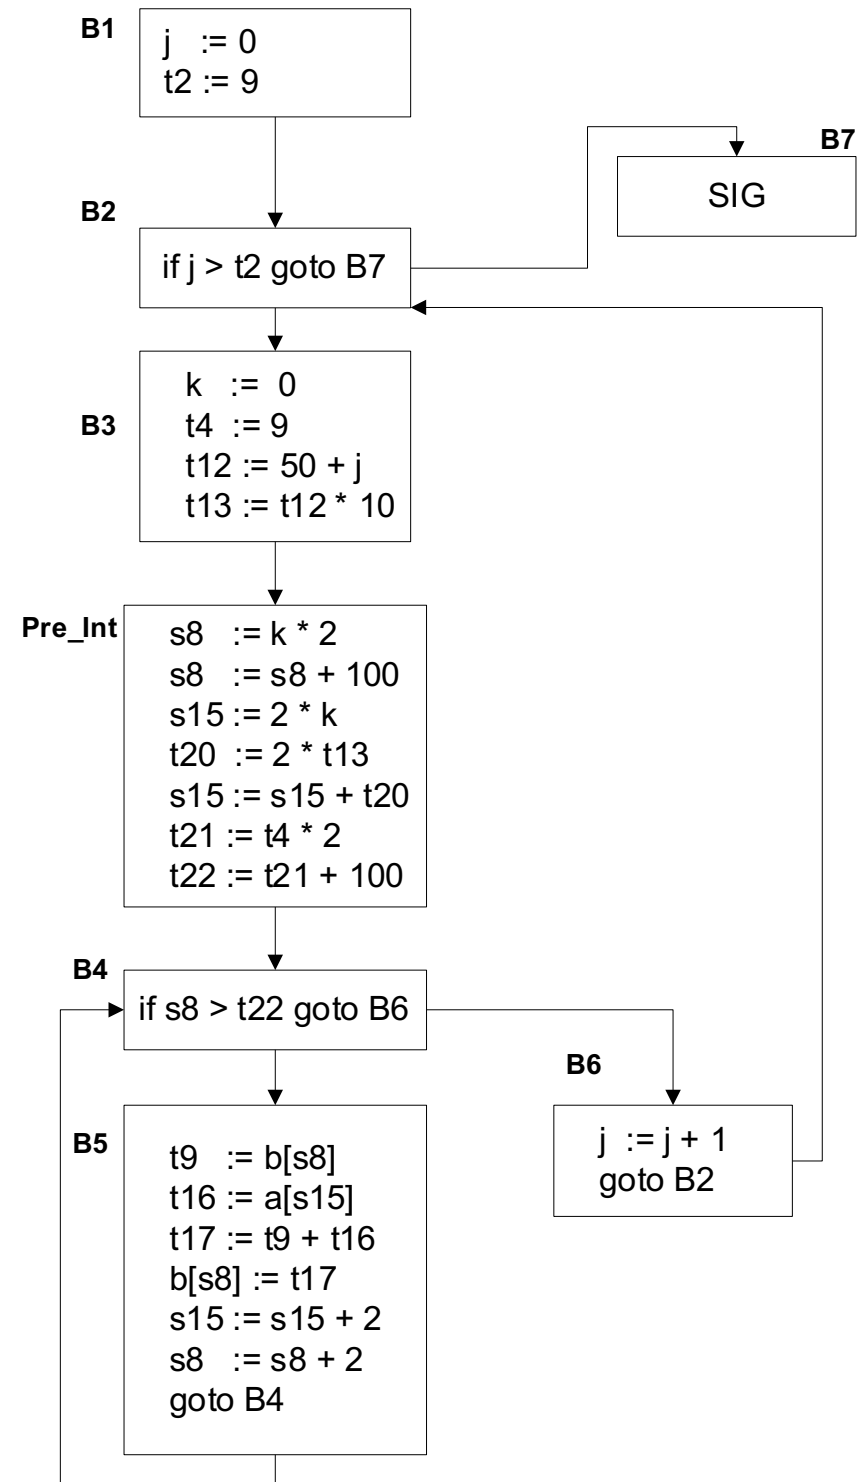 B1
j := 0
t2 := 9
B7
SIG
B2
if j > t2 goto B7
B3
k := 0
t4 := 9
t12 := 50 + j
t13 := t12 * 10
Pre_Int
s8 := k * 2
s8 := s8 + 100
s15 := 2 * k
t20 := 2 * t13
s15 := s15 + t20
t21 := t4 * 2
t22 := t21 + 100
B4
if s8 > t22 goto B6
B6
j := j + 1
goto B2
B5
t9 := b[s8]
t16 := a[s15]
t17 := t9 + t16
b[s8] := t17
s15 := s15 + 2
s8 := s8 + 2
goto B4